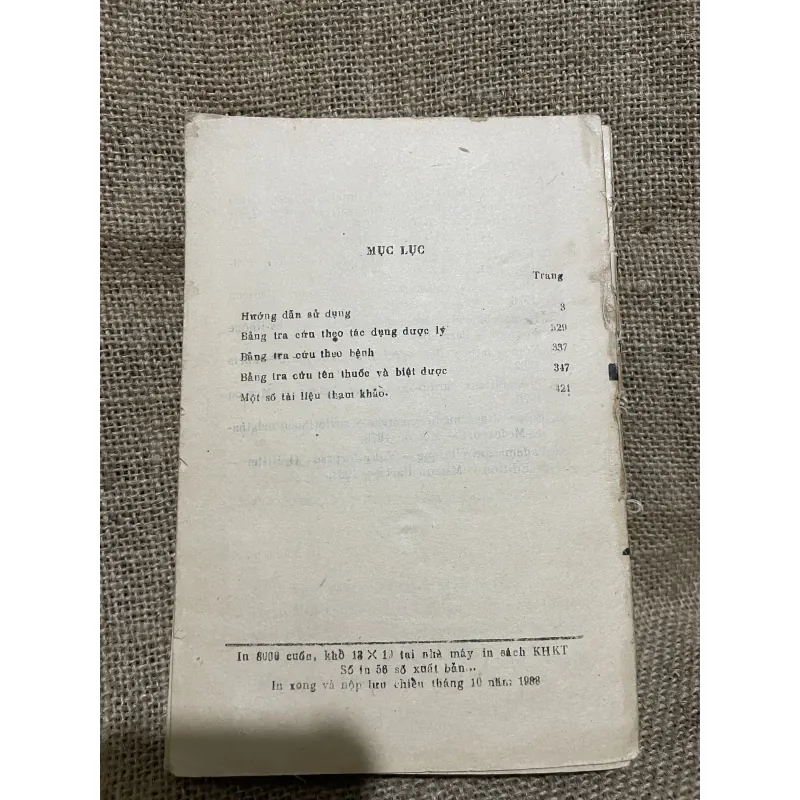 MỤC LỤC
Trang
Hướng dẫn sử dụng 3
Bảng tra cứu theo tác dụng dược lý 329
Bảng tra cứu theo bệnh 337
Bảng tra cứu tên thuốc và biệt dược 347
Một số tài liệu tham khảo. 421
In cuốn, khổ 13 × 19 tại nhà máy in sách KHKT
Số in 56 số xuất bản...
In xong và nộp lưu chiểu tháng 10 năm 1988